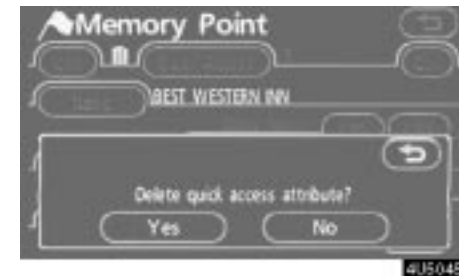 Memory Point
BEST WESTERN INN
Delete quick access attribute?
Yes No
4U5048